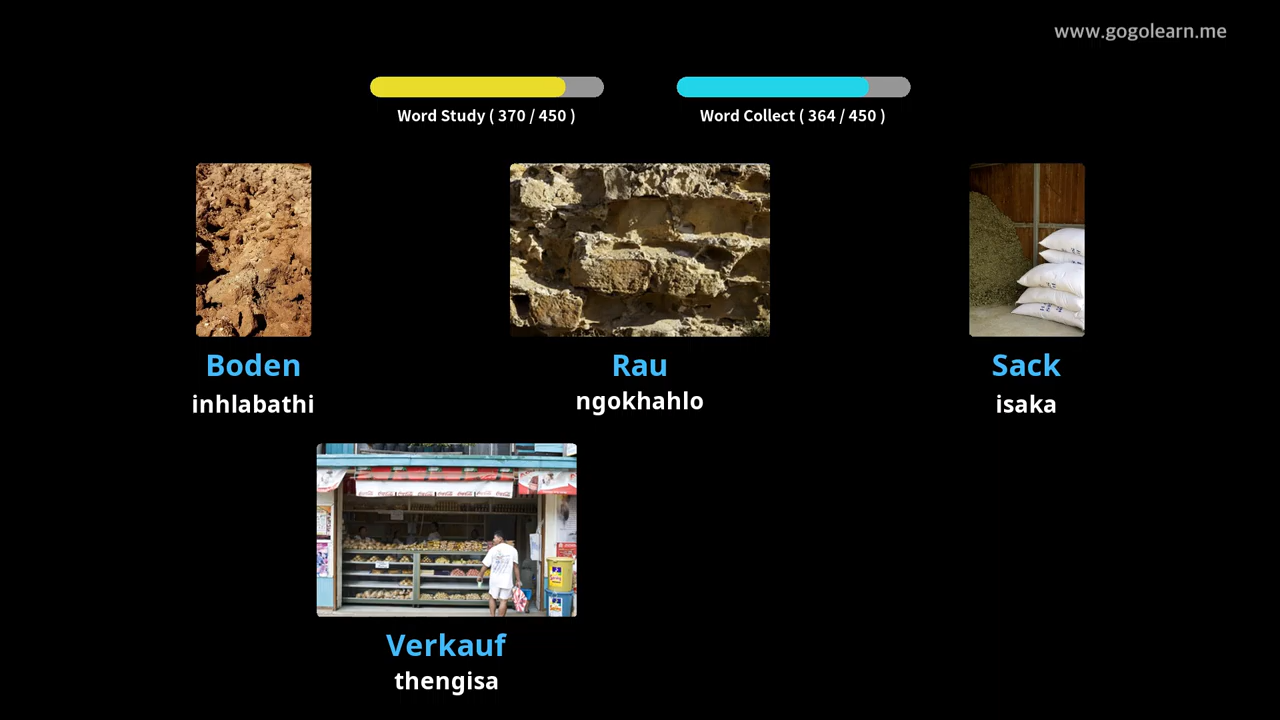 www.gogolearn.me
Word Study ( 370 / 450 )
Word Collect ( 364 / 450 )
Boden
inhlabathi
Rau
ngokhahlo
Sack
isaka
Verkauf
thengisa